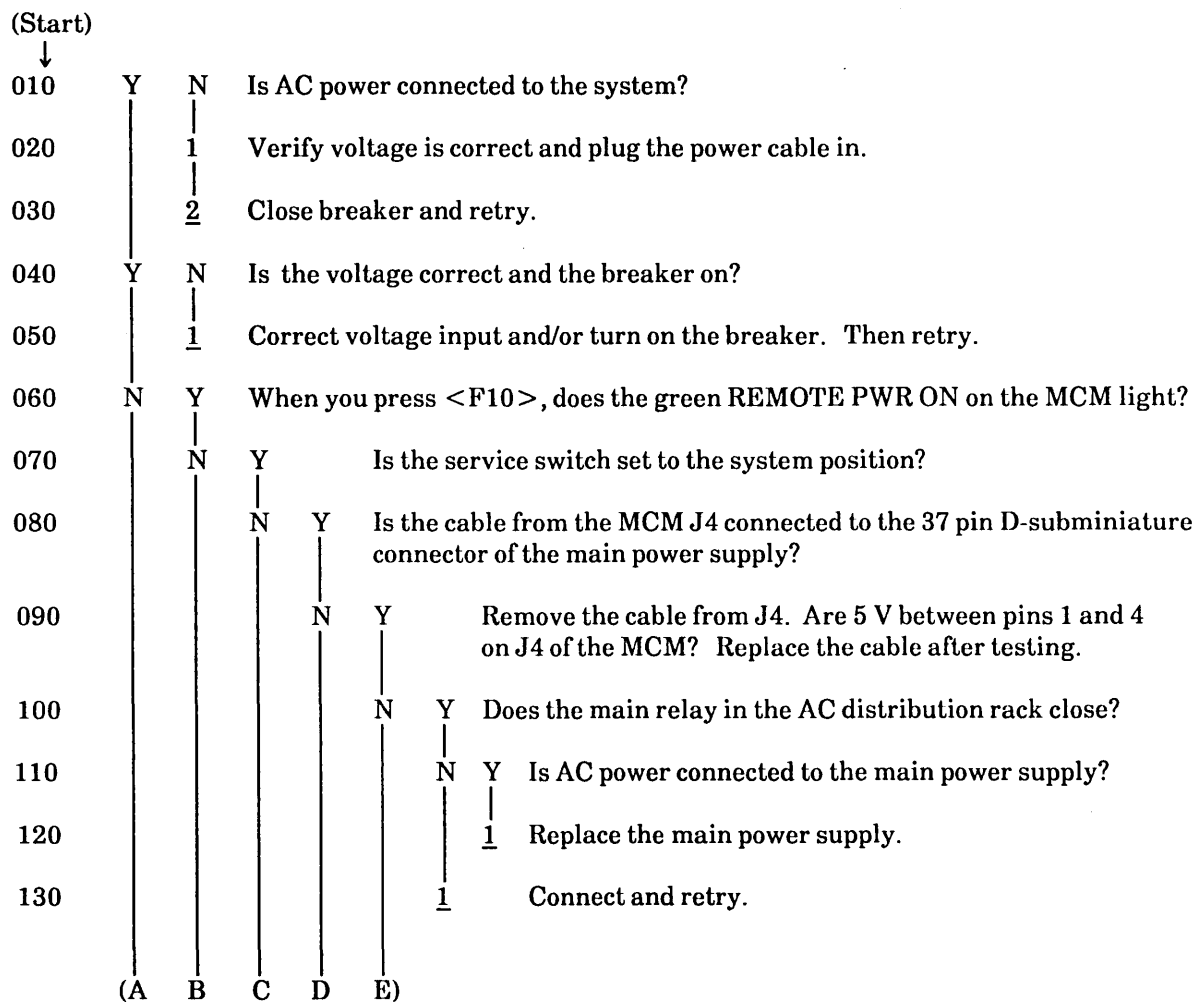 (Start)
↓
010 Y N Is AC power connected to the system?
020 1 Verify voltage is correct and plug the power cable in.
030 2 Close breaker and retry.
040 Y N Is the voltage correct and the breaker on?
050 1 Correct voltage input and/or turn on the breaker. Then retry.
060 N Y When you press <F10>, does the green REMOTE PWR ON on the MCM light?
070 N Y Is the service switch set to the system position?
080 N Y Is the cable from the MCM J4 connected to the 37 pin D-subminiature
connector of the main power supply?
090 N Y Remove the cable from J4. Are 5 V between pins 1 and 4
on J4 of the MCM? Replace the cable after testing.
100 N Y Does the main relay in the AC distribution rack close?
110 N Y Is AC power connected to the main power supply?
120 1 Replace the main power supply.
130 1 Connect and retry.
(A B C D E)